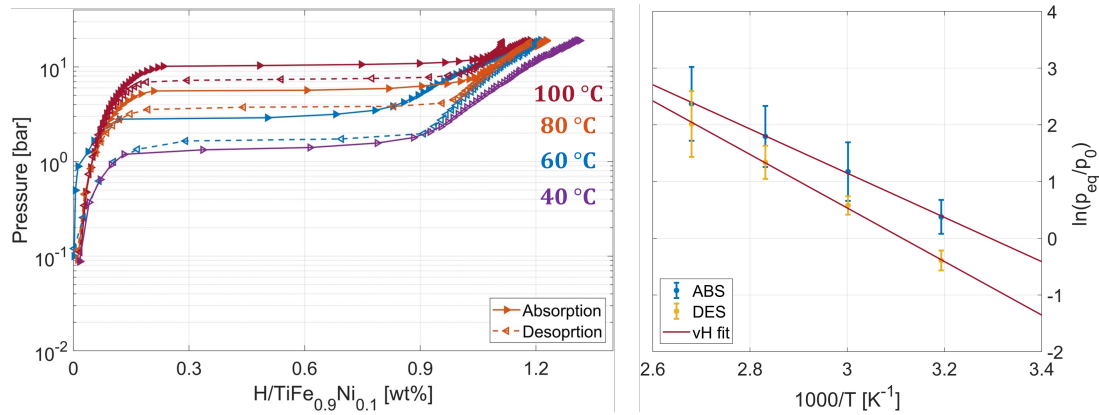 10¹
10⁰
10⁻¹
10⁻²
Pressure [bar]
100 °C
80 °C
60 °C
40 °C
Absorption
Desoprtion
0 0.3 0.6 0.9 1.2
H/TiFe₀.₉Ni₀.₁ [wt%]
4
3
2
1
0
-1
-2
ln(p_eq/p₀)
ABS
DES
vH fit
2.6 2.8 3 3.2 3.4
1000/T [K⁻¹]